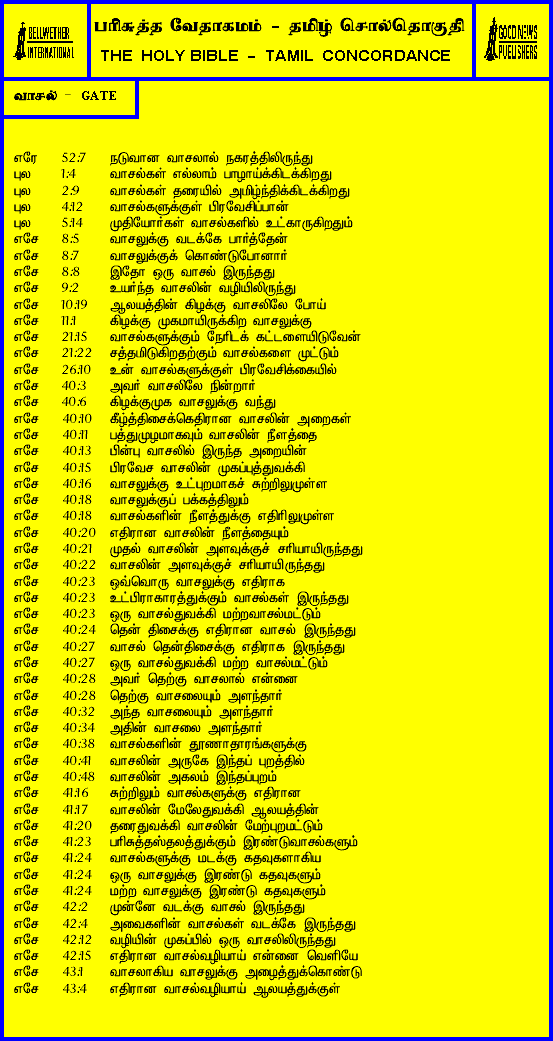 BELLWETHER
INTERNATIONAL
பரிசுத்த வேதாகமம் - தமிழ் சொல்தொகுதி
THE HOLY BIBLE - TAMIL CONCORDANCE
GOOD NEWS
PUBLISHERS
வாசல் - GATE
எரே 52:7 நடுவான வாசலால் நகரத்திலிருந்து
புல 1:4 வாசல்கள் எல்லாம் பாழாய்க்கிடக்கிறது
புல 2:9 வாசல்கள் தரையில் அமிழ்ந்திக்கிடக்கிறது
புல 4:12 வாசல்களுக்குள் பிரவேசிப்பான்
புல 5:14 முதியோர்கள் வாசல்களில் உட்காருகிறதும்
எசே 8:5 வாசலுக்கு வடக்கே பார்த்தேன்
எசே 8:7 வாசலுக்குக் கொண்டுபோனார்
எசே 8:8 இதோ ஒரு வாசல் இருந்தது
எசே 9:2 உயர்ந்த வாசலின் வழியிலிருந்து
எசே 10:19 ஆலயத்தின் கிழக்கு வாசலிலே போய்
எசே 11:1 கிழக்கு முகமாயிருக்கிற வாசலுக்கு
எசே 21:15 வாசல்களுக்கும் நேரிடக் கட்டளையிடுவேன்
எசே 21:22 சத்தமிடுகிறதற்கும் வாசல்களை முட்டும்
எசே 26:10 உன் வாசல்களுக்குள் பிரவேசிக்கையில்
எசே 40:3 அவர் வாசலிலே நின்றார்
எசே 40:6 கிழக்குமுக வாசலுக்கு வந்து
எசே 40:10 கீழ்த்திசைக்கெதிரான வாசலின் அறைகள்
எசே 40:11 பத்துமுழமாகவும் வாசலின் நீளத்தை
எசே 40:13 பின்பு வாசலில் இருந்த அறையின்
எசே 40:15 பிரவேச வாசலின் முகப்புத்துவக்கி
எசே 40:16 வாசலுக்கு உட்புறமாகச் சுற்றிலுமுள்ள
எசே 40:18 வாசலுக்குப் பக்கத்திலும்
எசே 40:18 வாசல்களின் நீளத்துக்கு எதிரிலுமுள்ள
எசே 40:20 எதிரான வாசலின் நீளத்தையும்
எசே 40:21 முதல் வாசலின் அளவுக்குச் சரியாயிருந்தது
எசே 40:22 வாசலின் அளவுக்குச் சரியாயிருந்தது
எசே 40:23 ஒவ்வொரு வாசலுக்கு எதிராக
எசே 40:23 உட்பிராகாரத்துக்கும் வாசல்கள் இருந்தது
எசே 40:23 ஒரு வாசல்துவக்கி மற்றவாசல்மட்டும்
எசே 40:24 தென் திசைக்கு எதிரான வாசல் இருந்தது
எசே 40:27 வாசல் தென்திசைக்கு எதிராக இருந்தது
எசே 40:27 ஒரு வாசல்துவக்கி மற்ற வாசல்மட்டும்
எசே 40:28 அவர் தெற்கு வாசலால் என்னை
எசே 40:28 தெற்கு வாசலையும் அளந்தார்
எசே 40:32 அந்த வாசலையும் அளந்தார்
எசே 40:34 அதின் வாசலை அளந்தார்
எசே 40:38 வாசல்களின் தூணாதாரங்களுக்கு
எசே 40:41 வாசலின் அருகே இந்தப் புறத்தில்
எசே 40:48 வாசலின் அகலம் இந்தப்புறம்
எசே 41:16 சுற்றிலும் வாசல்களுக்கு எதிரான
எசே 41:17 வாசலின் மேலேதுவக்கி ஆலயத்தின்
எசே 41:20 தரைதுவக்கி வாசலின் மேற்புறமட்டும்
எசே 41:23 பரிசுத்தஸ்தலத்துக்கும் இரண்டுவாசல்களும்
எசே 41:24 வாசல்களுக்கு மடக்கு கதவுகளாகிய
எசே 41:24 ஒரு வாசலுக்கு இரண்டு கதவுகளும்
எசே 41:24 மற்ற வாசலுக்கு இரண்டு கதவுகளும்
எசே 42:2 முன்னே வடக்கு வாசல் இருந்தது
எசே 42:4 அவைகளின் வாசல்கள் வடக்கே இருந்தது
எசே 42:12 வழியின் முகப்பில் ஒரு வாசலிலிருந்தது
எசே 42:15 எதிரான வாசல்வழியாய் என்னை வெளியே
எசே 43:1 வாசலாகிய வாசலுக்கு அழைத்துக்கொண்டு
எசே 43:4 எதிரான வாசல்வழியாய் ஆலயத்துக்குள்